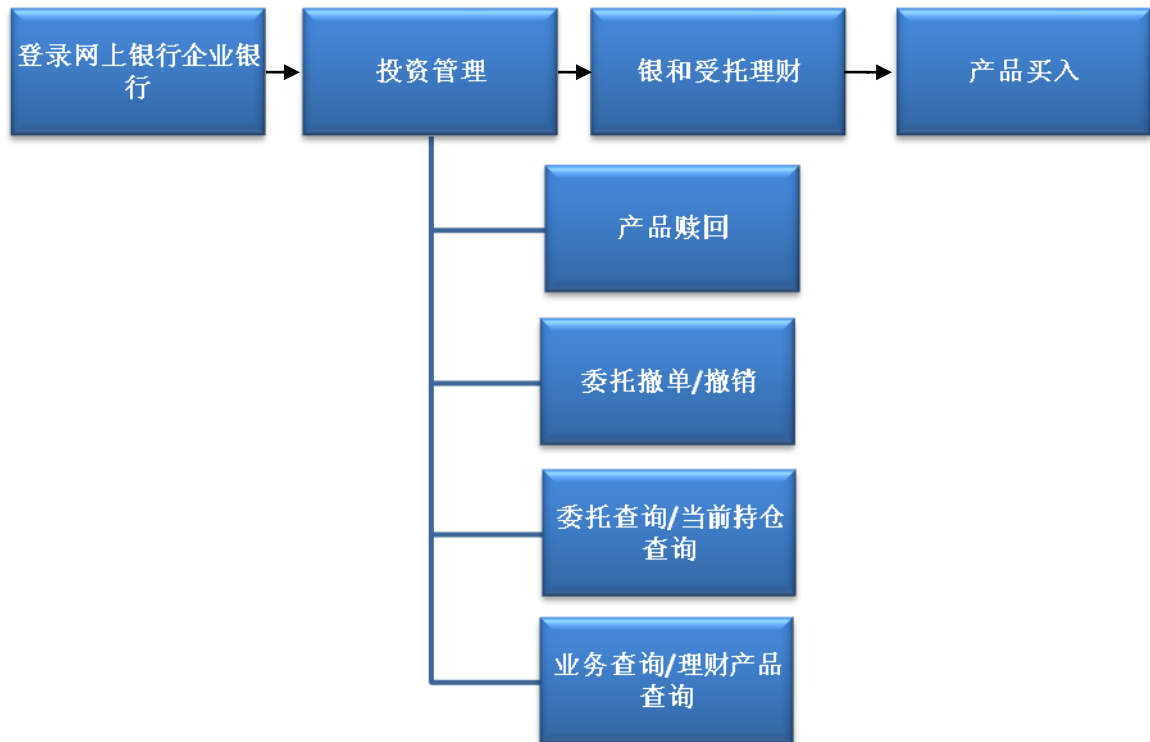 登录网上银行企业银
行
投资管理
银和受托理财
产品买入
产品赎回
委托撤单/撤销
委托查询/当前持仓
查询
业务查询/理财产品
查询